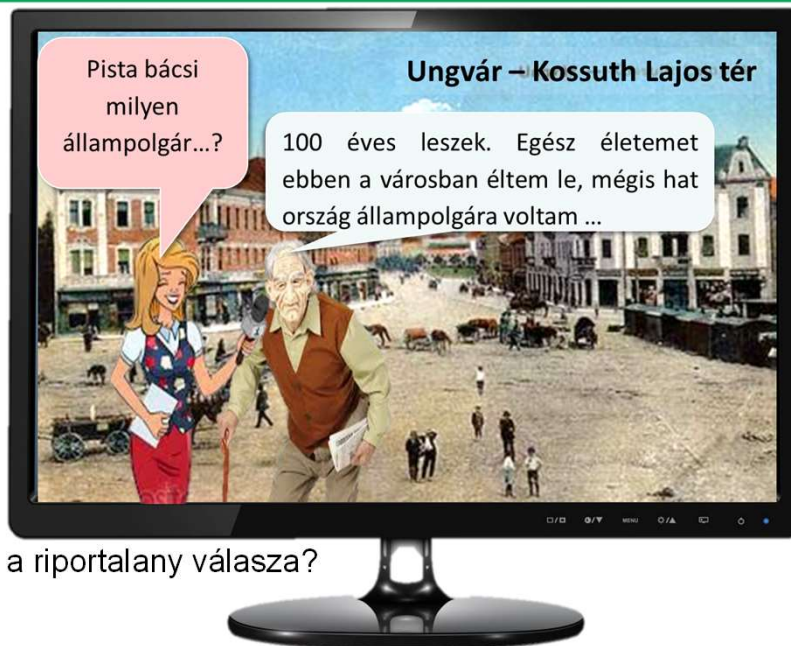 Pista bácsi
milyen
állampolgár...?
Ungvár – Kossuth Lajos tér
100 éves leszek. Egész életemet
ebben a városban éltem le, mégis hat
ország állampolgára voltam ...
MENU
a riportalany válasza?